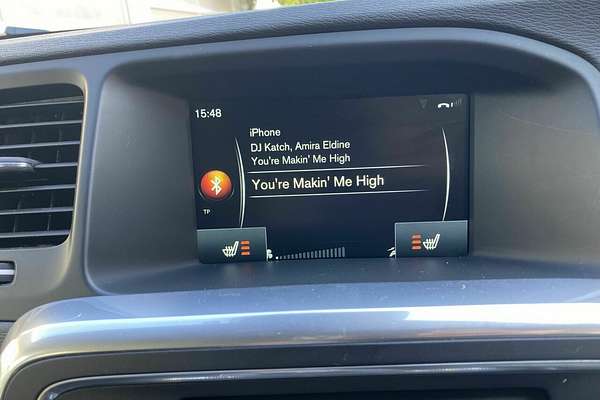 15:48
iPhone
DJ Katch, Amira Eldine
You're Makin' Me High
You're Makin' Me High
TP